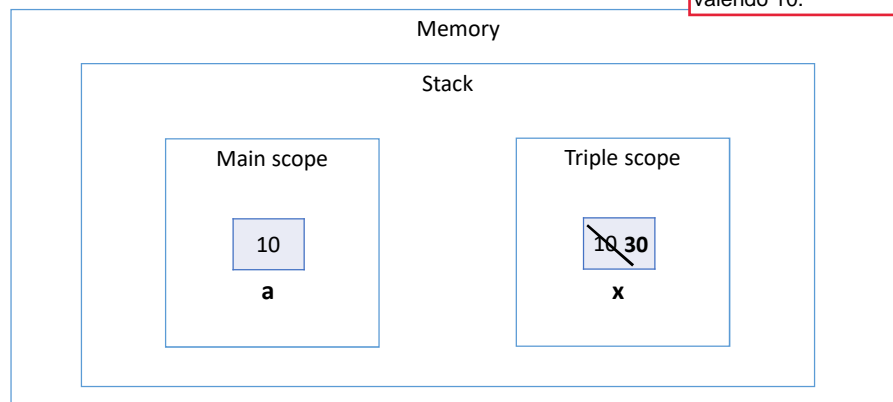 valendo 10.
Memory
Stack
Main scope
Triple scope
10
10 30
a
x